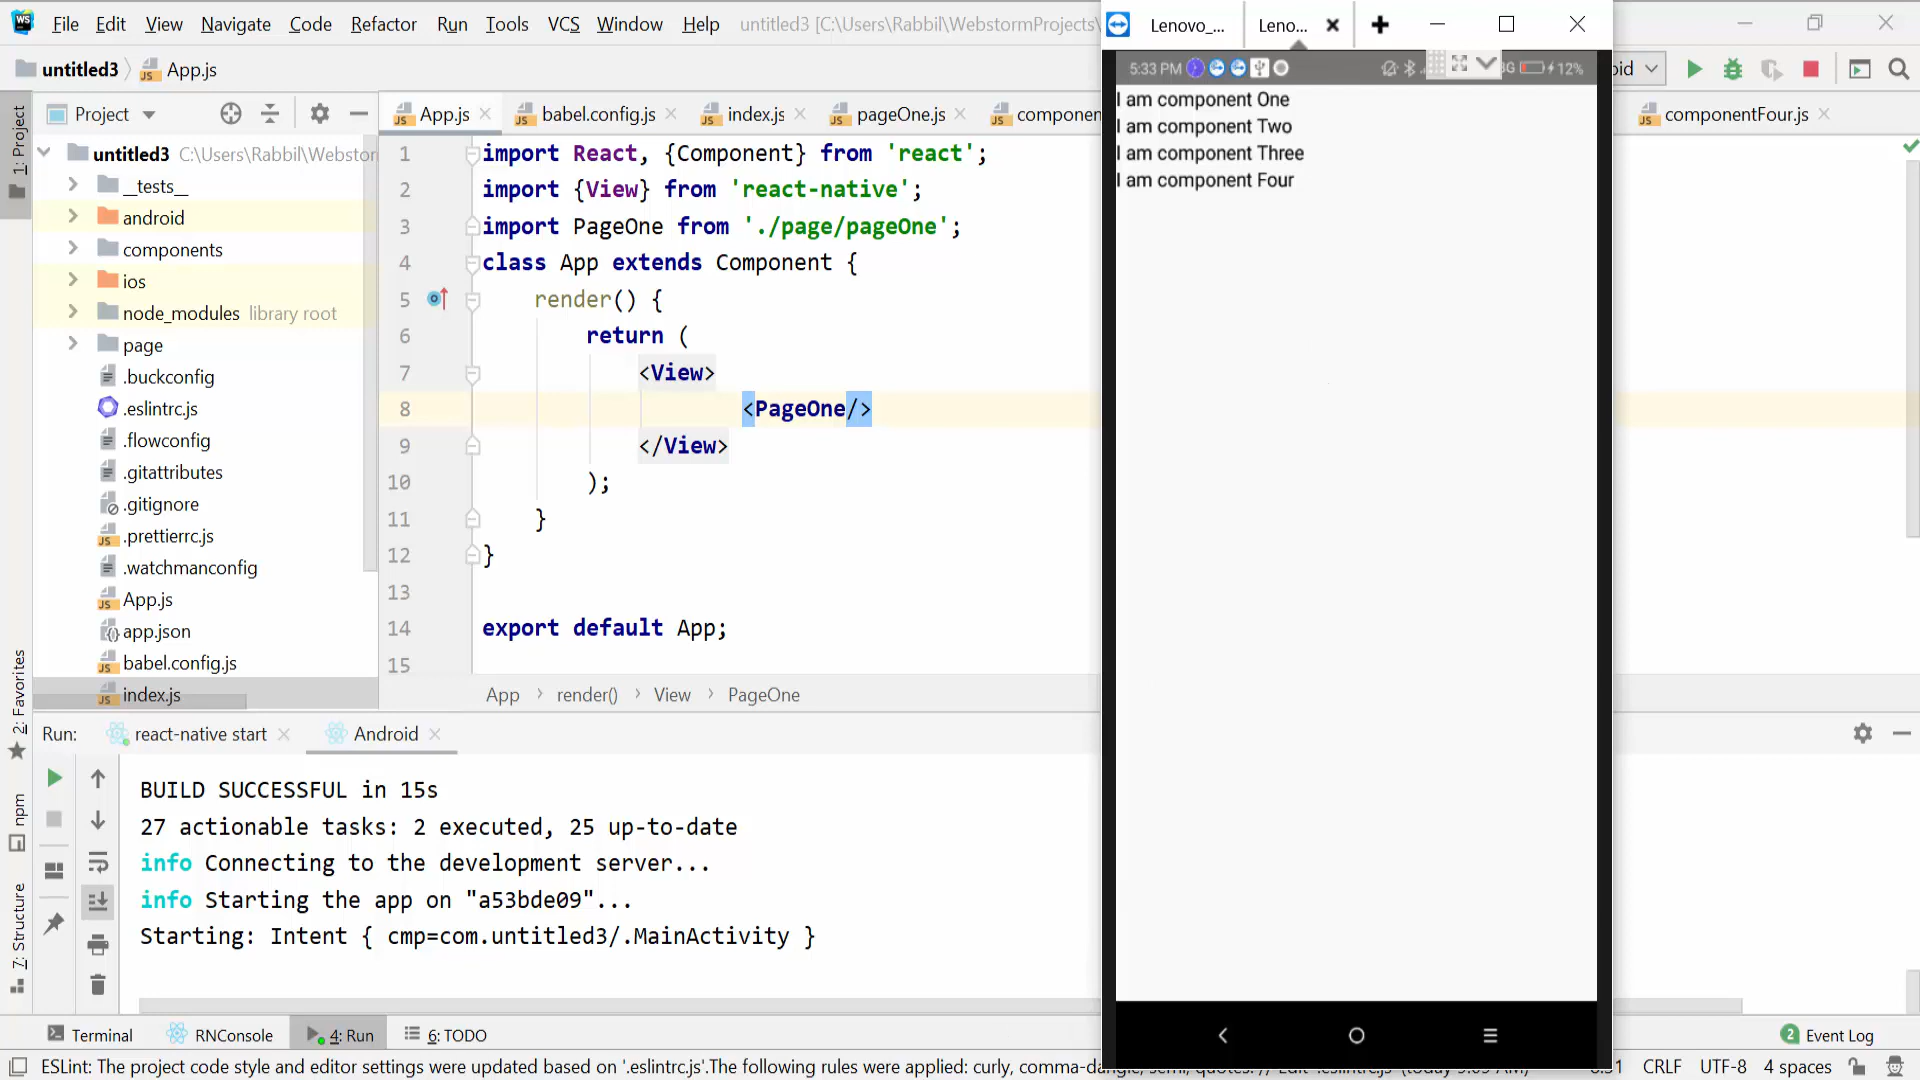 File Edit View Navigate Code Refactor Run Tools VCS Window Help untitled3 [C:\Users\Rabbil\WebstormProjects\
Lenovo_...
Leno...
untitled3
App.js
5:33 PM
12%
Project
App.js
babel.config.js
index.js
pageOne.js
componen
componentFour.js
1: Project
untitled3 C:\Users\Rabbil\Webstor
__tests__
android
components
ios
node_modules library root
page
.buckconfig
.eslintrc.js
.flowconfig
.gitattributes
.gitignore
.prettierrc.js
.watchmanconfig
App.js
app.json
babel.config.js
index.js
1 import React, {Component} from 'react';
2 import {View} from 'react-native';
3 import PageOne from './page/pageOne';
4 class App extends Component {
5 render() {
6 return (
7 <View>
8 <PageOne/>
9 </View>
10 );
11 }
12 }
13
14 export default App;
15
App render() View PageOne
I am component One
I am component Two
I am component Three
I am component Four
2: Favorites
npm
7: Structure
Run: react-native start Android
BUILD SUCCESSFUL in 15s
27 actionable tasks: 2 executed, 25 up-to-date
info Connecting to the development server...
info Starting the app on "a53bde09"...
Starting: Intent { cmp=com.untitled3/.MainActivity }
Terminal RNConsole 4: Run 6: TODO
2 Event Log
ESLint: The project code style and editor settings were updated based on '.eslintrc.js'.The following rules were applied: curly, comma-dangle, semi, quotes. // Edit '.eslintrc.js'
CRLF UTF-8 4 spaces